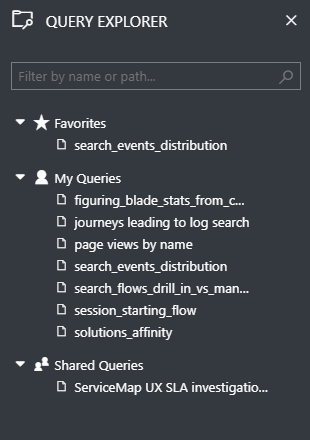 QUERY EXPLORER
Filter by name or path...
Favorites
search_events_distribution
My Queries
figuring_blade_stats_from_c...
journeys leading to log search
page views by name
search_events_distribution
search_flows_drill_in_vs_man...
session_starting_flow
solutions_affinity
Shared Queries
ServiceMap UX SLA investigatio...